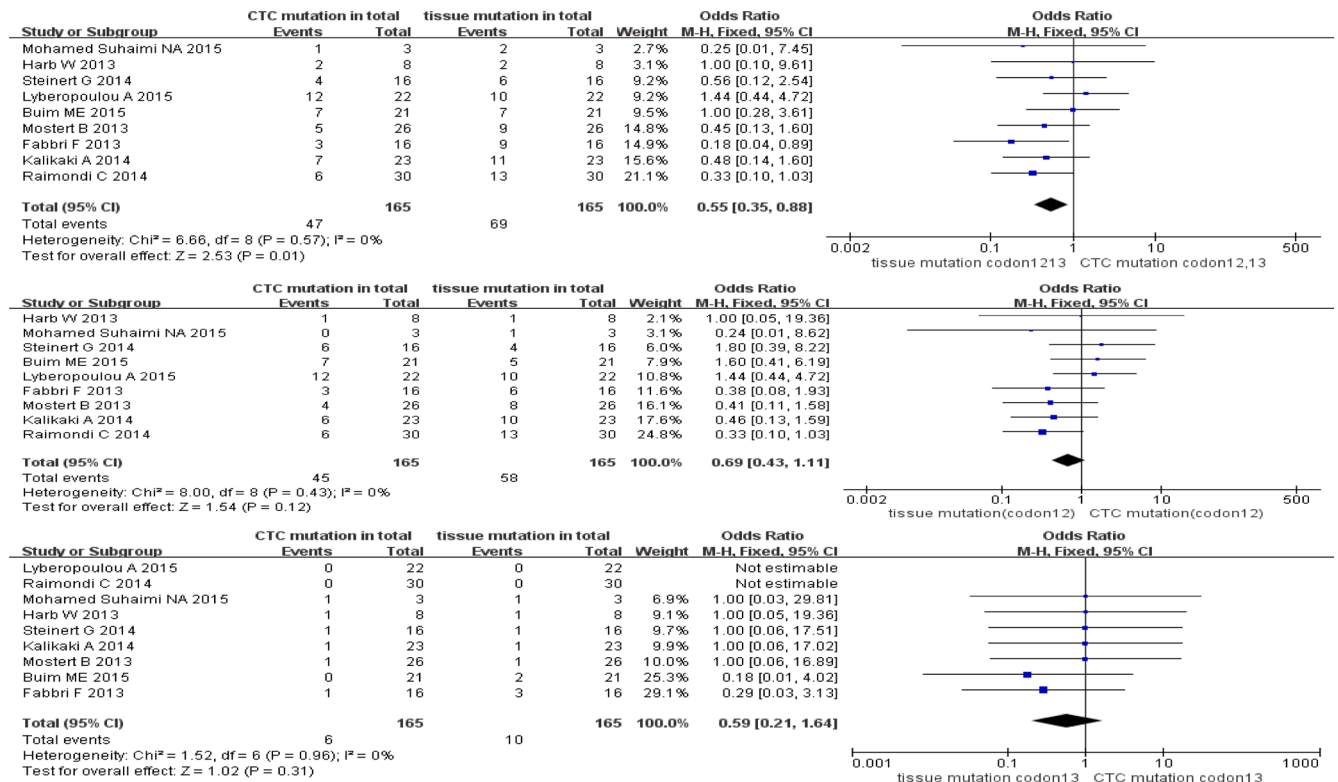 CTC mutation in total tissue mutation in total Odds Ratio Odds Ratio
Study or Subgroup Events Total Events Total Weight M-H, Fixed, 95% CI M-H, Fixed, 95% CI
Mohamed Suhaimi NA 2015 1 3 2 3 2.7% 0.25 [0.01, 7.45]
Harb W 2013 2 8 2 8 3.1% 1.00 [0.10, 9.61]
Steinert G 2014 4 16 6 16 9.2% 0.56 [0.12, 2.54]
Lyberopoulou A 2015 12 22 10 22 9.2% 1.44 [0.44, 4.72]
Buim ME 2015 7 21 7 21 9.5% 1.00 [0.28, 3.61]
Mostert B 2013 5 26 9 26 14.8% 0.45 [0.13, 1.60]
Fabbri F 2013 3 16 9 16 14.9% 0.18 [0.04, 0.89]
Kalikaki A 2014 7 23 11 23 15.6% 0.48 [0.14, 1.60]
Raimondi C 2014 6 30 13 30 21.1% 0.33 [0.10, 1.03]
Total (95% CI) 165 165 100.0% 0.55 [0.35, 0.88]
Total events 47 69
Heterogeneity: Chi² = 6.66, df = 8 (P = 0.57); I² = 0%
Test for overall effect: Z = 2.53 (P = 0.01)
0.002 0.1 1 10 500
tissue mutation codon1213 CTC mutation codon12,13
CTC mutation in total tissue mutation in total Odds Ratio Odds Ratio
Study or Subgroup Events Total Events Total Weight M-H, Fixed, 95% CI M-H, Fixed, 95% CI
Harb W 2013 1 8 1 8 2.1% 1.00 [0.05, 19.36]
Mohamed Suhaimi NA 2015 0 3 1 3 3.1% 0.24 [0.01, 8.62]
Steinert G 2014 6 16 4 16 6.0% 1.80 [0.39, 8.22]
Buim ME 2015 7 21 5 21 7.9% 1.60 [0.41, 6.19]
Lyberopoulou A 2015 12 22 10 22 10.8% 1.44 [0.44, 4.72]
Fabbri F 2013 3 16 6 16 11.6% 0.38 [0.08, 1.93]
Mostert B 2013 4 26 8 26 16.1% 0.41 [0.11, 1.58]
Kalikaki A 2014 6 23 10 23 17.6% 0.46 [0.13, 1.59]
Raimondi C 2014 6 30 13 30 24.8% 0.33 [0.10, 1.03]
Total (95% CI) 165 165 100.0% 0.69 [0.43, 1.11]
Total events 45 58
Heterogeneity: Chi² = 8.00, df = 8 (P = 0.43); I² = 0%
Test for overall effect: Z = 1.54 (P = 0.12)
0.002 0.1 1 10 500
tissue mutation(codon12) CTC mutation(codon12)
CTC mutation in total tissue mutation in total Odds Ratio Odds Ratio
Study or Subgroup Events Total Events Total Weight M-H, Fixed, 95% CI M-H, Fixed, 95% CI
Lyberopoulou A 2015 0 22 0 22 Not estimable
Raimondi C 2014 0 30 0 30 Not estimable
Mohamed Suhaimi NA 2015 1 3 1 3 6.9% 1.00 [0.03, 29.81]
Harb W 2013 1 8 1 8 9.1% 1.00 [0.05, 19.36]
Steinert G 2014 1 16 1 16 9.7% 1.00 [0.06, 17.51]
Kalikaki A 2014 1 23 1 23 9.9% 1.00 [0.06, 17.02]
Mostert B 2013 1 26 1 26 10.0% 1.00 [0.06, 16.89]
Buim ME 2015 0 21 2 21 25.3% 0.18 [0.01, 4.02]
Fabbri F 2013 1 16 3 16 29.1% 0.29 [0.03, 3.13]
Total (95% CI) 165 165 100.0% 0.59 [0.21, 1.64]
Total events 6 10
Heterogeneity: Chi² = 1.52, df = 6 (P = 0.96); I² = 0%
Test for overall effect: Z = 1.02 (P = 0.31)
0.001 0.1 1 10 1000
tissue mutation codon13 CTC mutation codon13